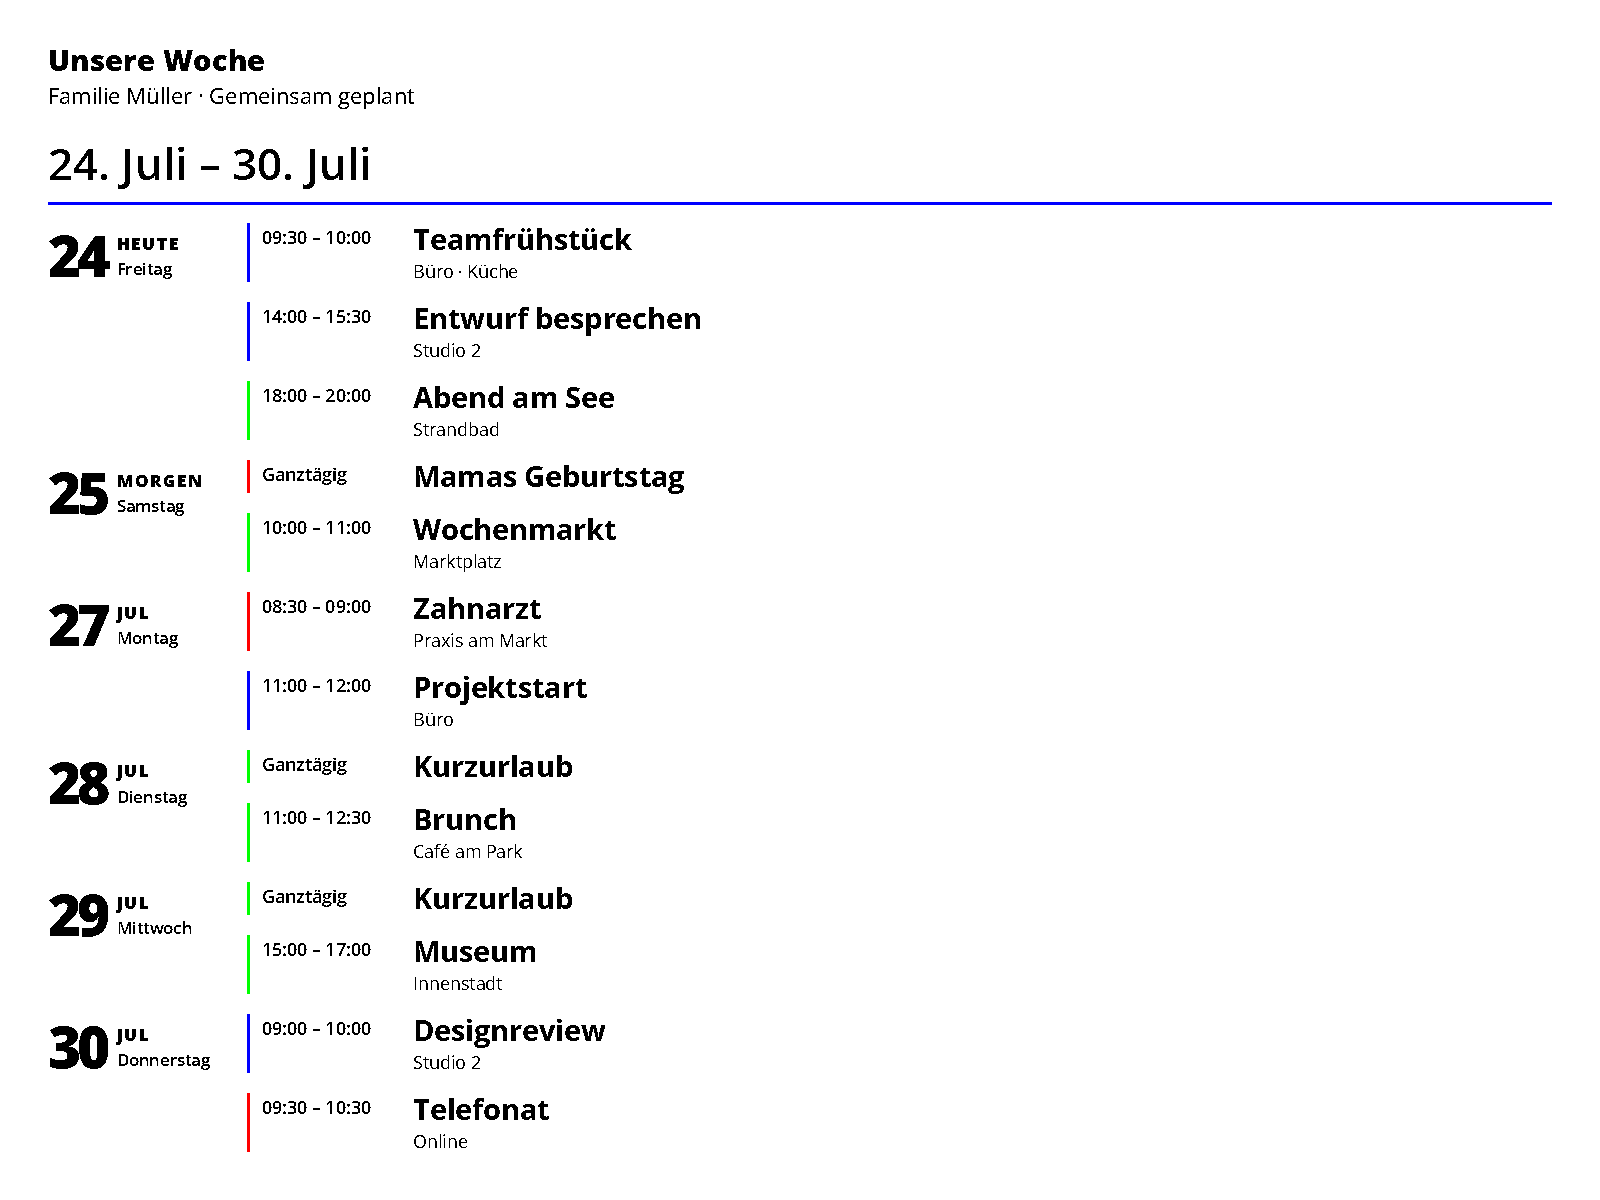 Unsere Woche
Familie Müller · Gemeinsam geplant
24. Juli – 30. Juli
24 HEUTE
Freitag
09:30 – 10:00 Teamfrühstück
Büro · Küche
14:00 – 15:30 Entwurf besprechen
Studio 2
18:00 – 20:00 Abend am See
Strandbad
25 MORGEN
Samstag
Ganztägig Mamas Geburtstag
10:00 – 11:00 Wochenmarkt
Marktplatz
27 JUL
Montag
08:30 – 09:00 Zahnarzt
Praxis am Markt
11:00 – 12:00 Projektstart
Büro
28 JUL
Dienstag
Ganztägig Kurzurlaub
11:00 – 12:30 Brunch
Café am Park
29 JUL
Mittwoch
Ganztägig Kurzurlaub
15:00 – 17:00 Museum
Innenstadt
30 JUL
Donnerstag
09:00 – 10:00 Designreview
Studio 2
09:30 – 10:30 Telefonat
Online